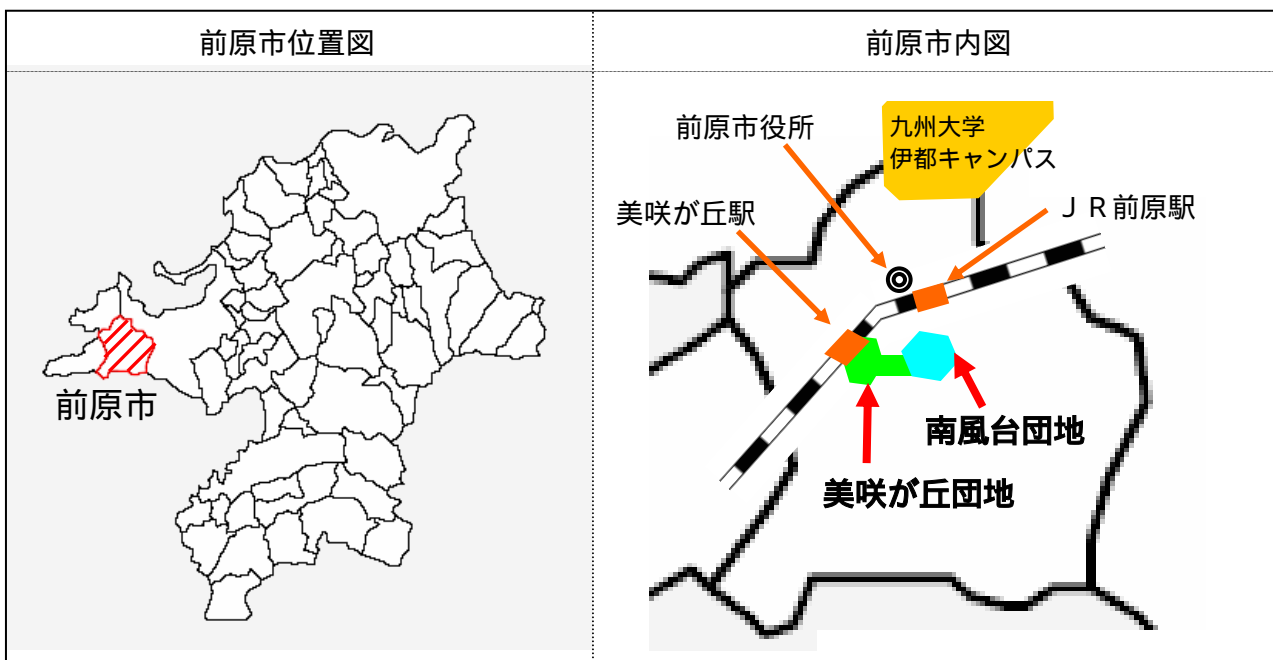 前原市位置図
前原市内図
前原市
前原市役所
九州大学
伊都キャンパス
美咲が丘駅
ＪＲ前原駅
南風台団地
美咲が丘団地